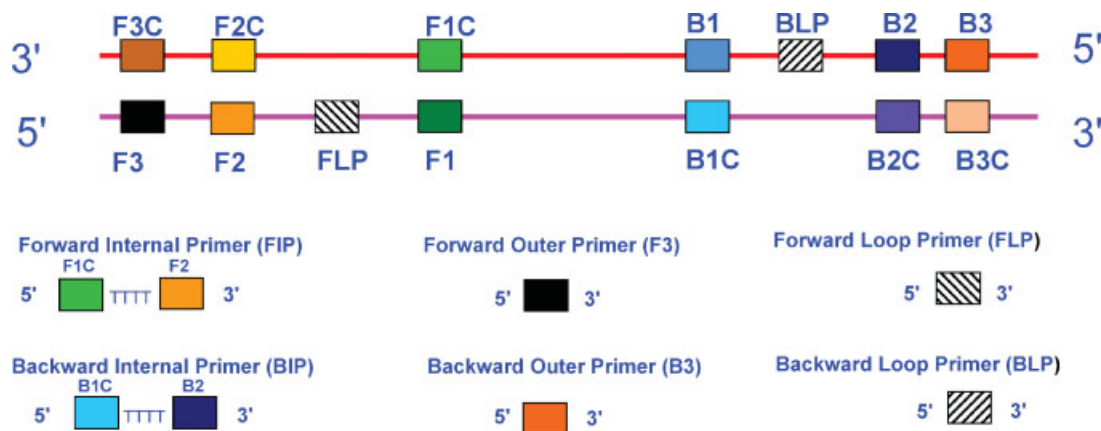 F3C F2C F1C B1 BLP B2 B3
3' 5'
5' 3'
F3 F2 FLP F1 B1C B2C B3C
Forward Internal Primer (FIP) Forward Outer Primer (F3) Forward Loop Primer (FLP)
F1C F2
5' TTTT 3' 5' 3' 5' 3'
Backward Internal Primer (BIP) Backward Outer Primer (B3) Backward Loop Primer (BLP)
B1C B2
5' TTTT 3' 5' 3' 5' 3'